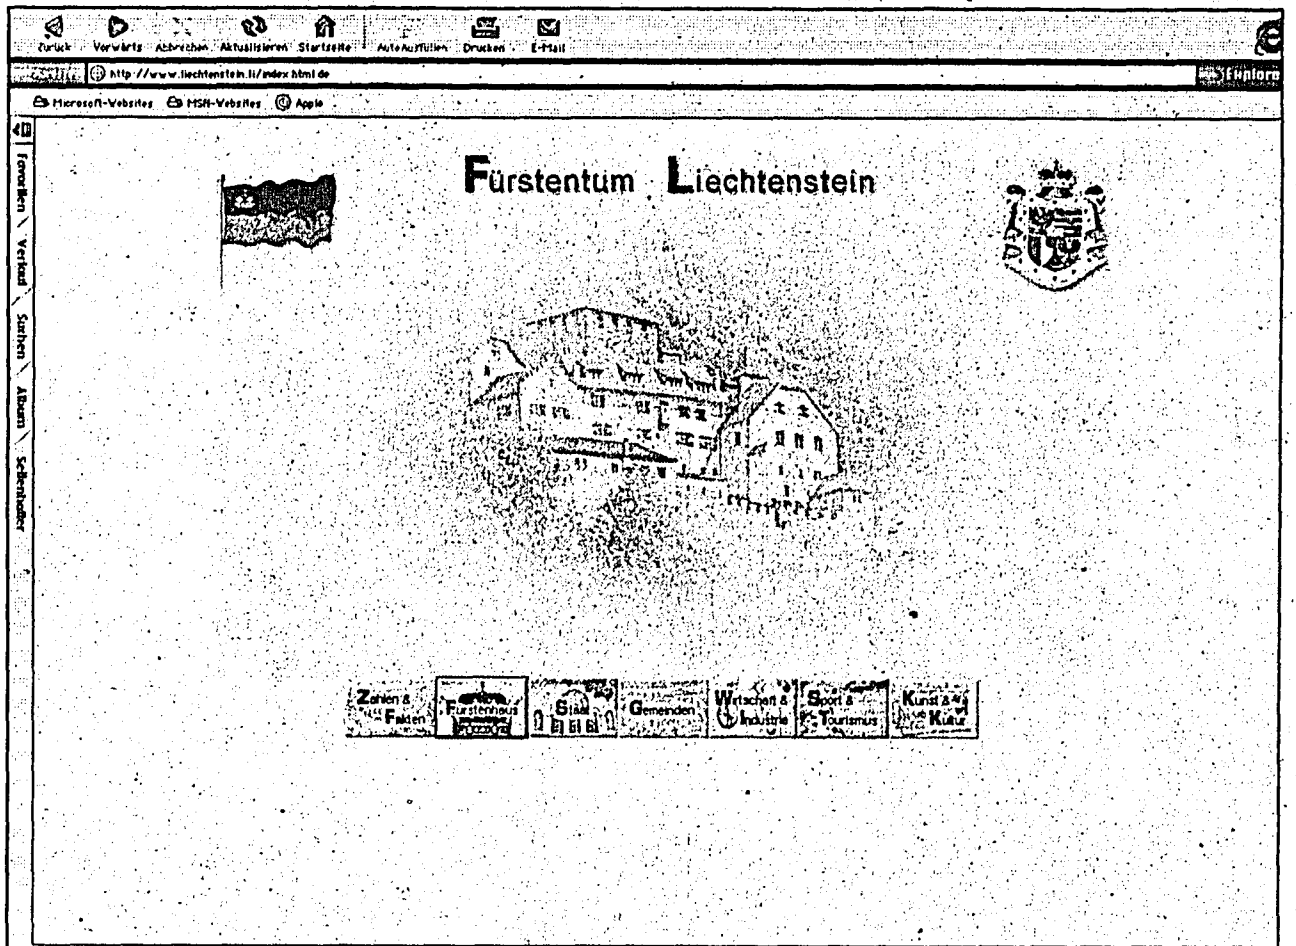 Zurück Vorwärts Abbrechen Aktualisieren Startseite AutoAusfüllen Drucken E-Mail
http://www.liechtenstein.li/index.html.de
Explore
Microsoft-Websites MSN-Websites Apple
Favoriten
Verlauf
Suchen
Album
Seitenhalter
Fürstentum Liechtenstein
Zahlen & Fakten
Fürstenhaus
Staat
Gemeinden
Wirtschaft & Industrie
Sport & Tourismus
Kunst & Kultur